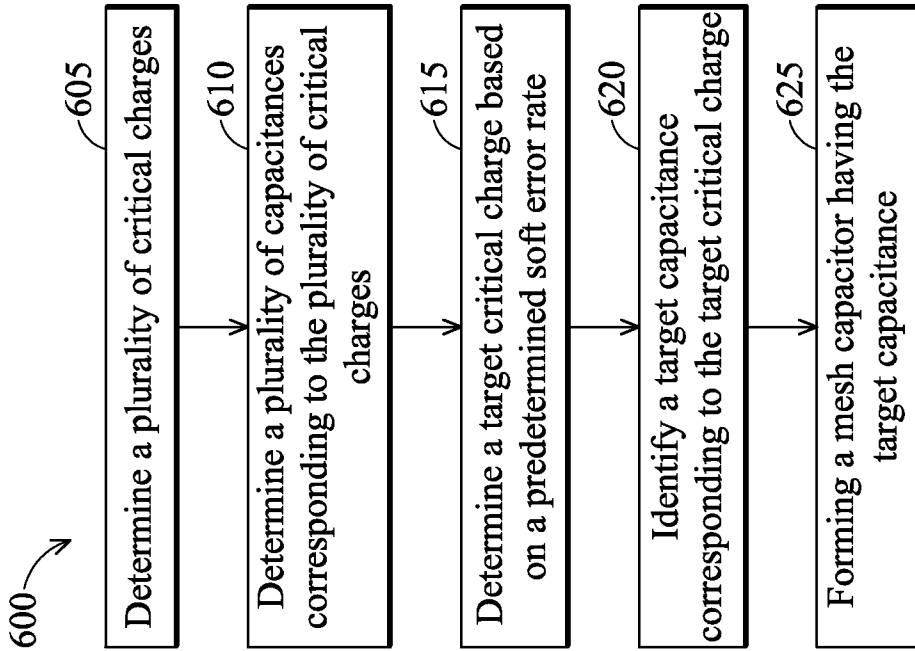 600
605
Determine a plurality of critical charges
610
Determine a plurality of capacitances
corresponding to the plurality of critical
charges
615
Determine a target critical charge based
on a predetermined soft error rate
620
Identify a target capacitance
corresponding to the target critical charge
625
Forming a mesh capacitor having the
target capacitance